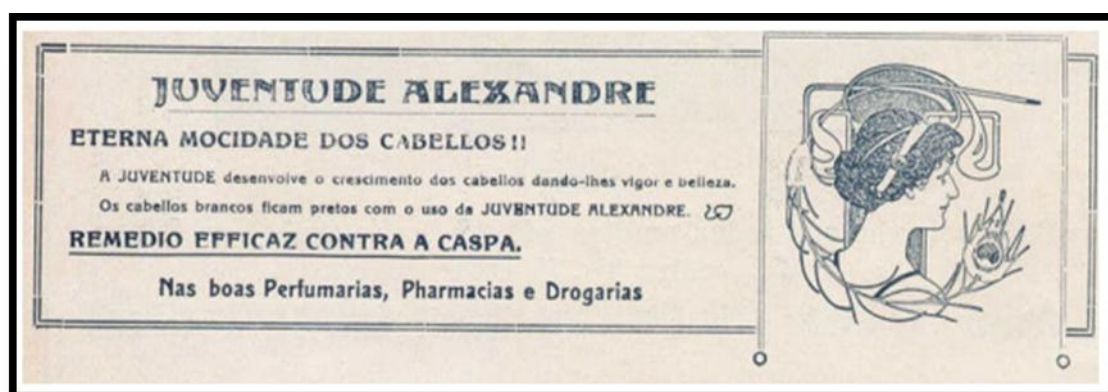 JUVENTUDE ALEXANDRE
ETERNA MOCIDADE DOS CABELLOS!!
A JUVENTUDE desenvolve o crescimento dos cabellos dando-lhes vigor e belleza.
Os cabellos brancos ficam pretos com o uso da JUVENTUDE ALEXANDRE.
REMEDIO EFFICAZ CONTRA A CASPA.
Nas boas Perfumarias, Pharmacias e Drogarias